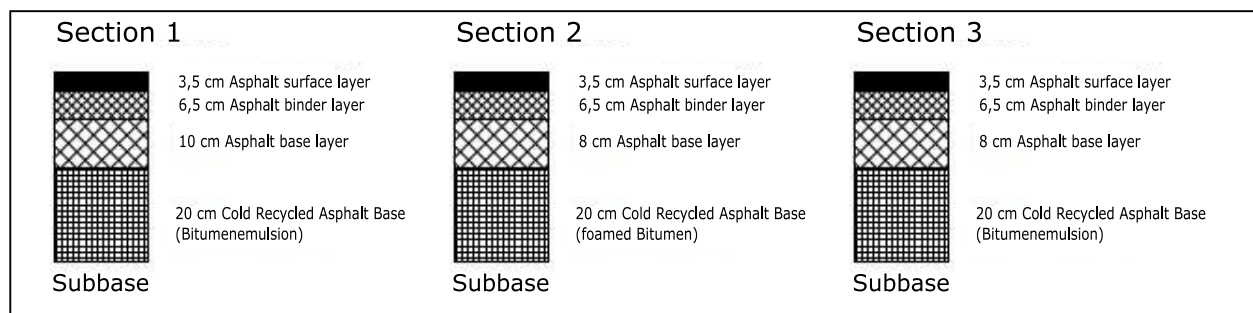 Section 1
3,5 cm Asphalt surface layer
6,5 cm Asphalt binder layer
10 cm Asphalt base layer
20 cm Cold Recycled Asphalt Base
(Bitumenemulsion)
Subbase
Section 2
3,5 cm Asphalt surface layer
6,5 cm Asphalt binder layer
8 cm Asphalt base layer
20 cm Cold Recycled Asphalt Base
(foamed Bitumen)
Subbase
Section 3
3,5 cm Asphalt surface layer
6,5 cm Asphalt binder layer
8 cm Asphalt base layer
20 cm Cold Recycled Asphalt Base
(Bitumenemulsion)
Subbase